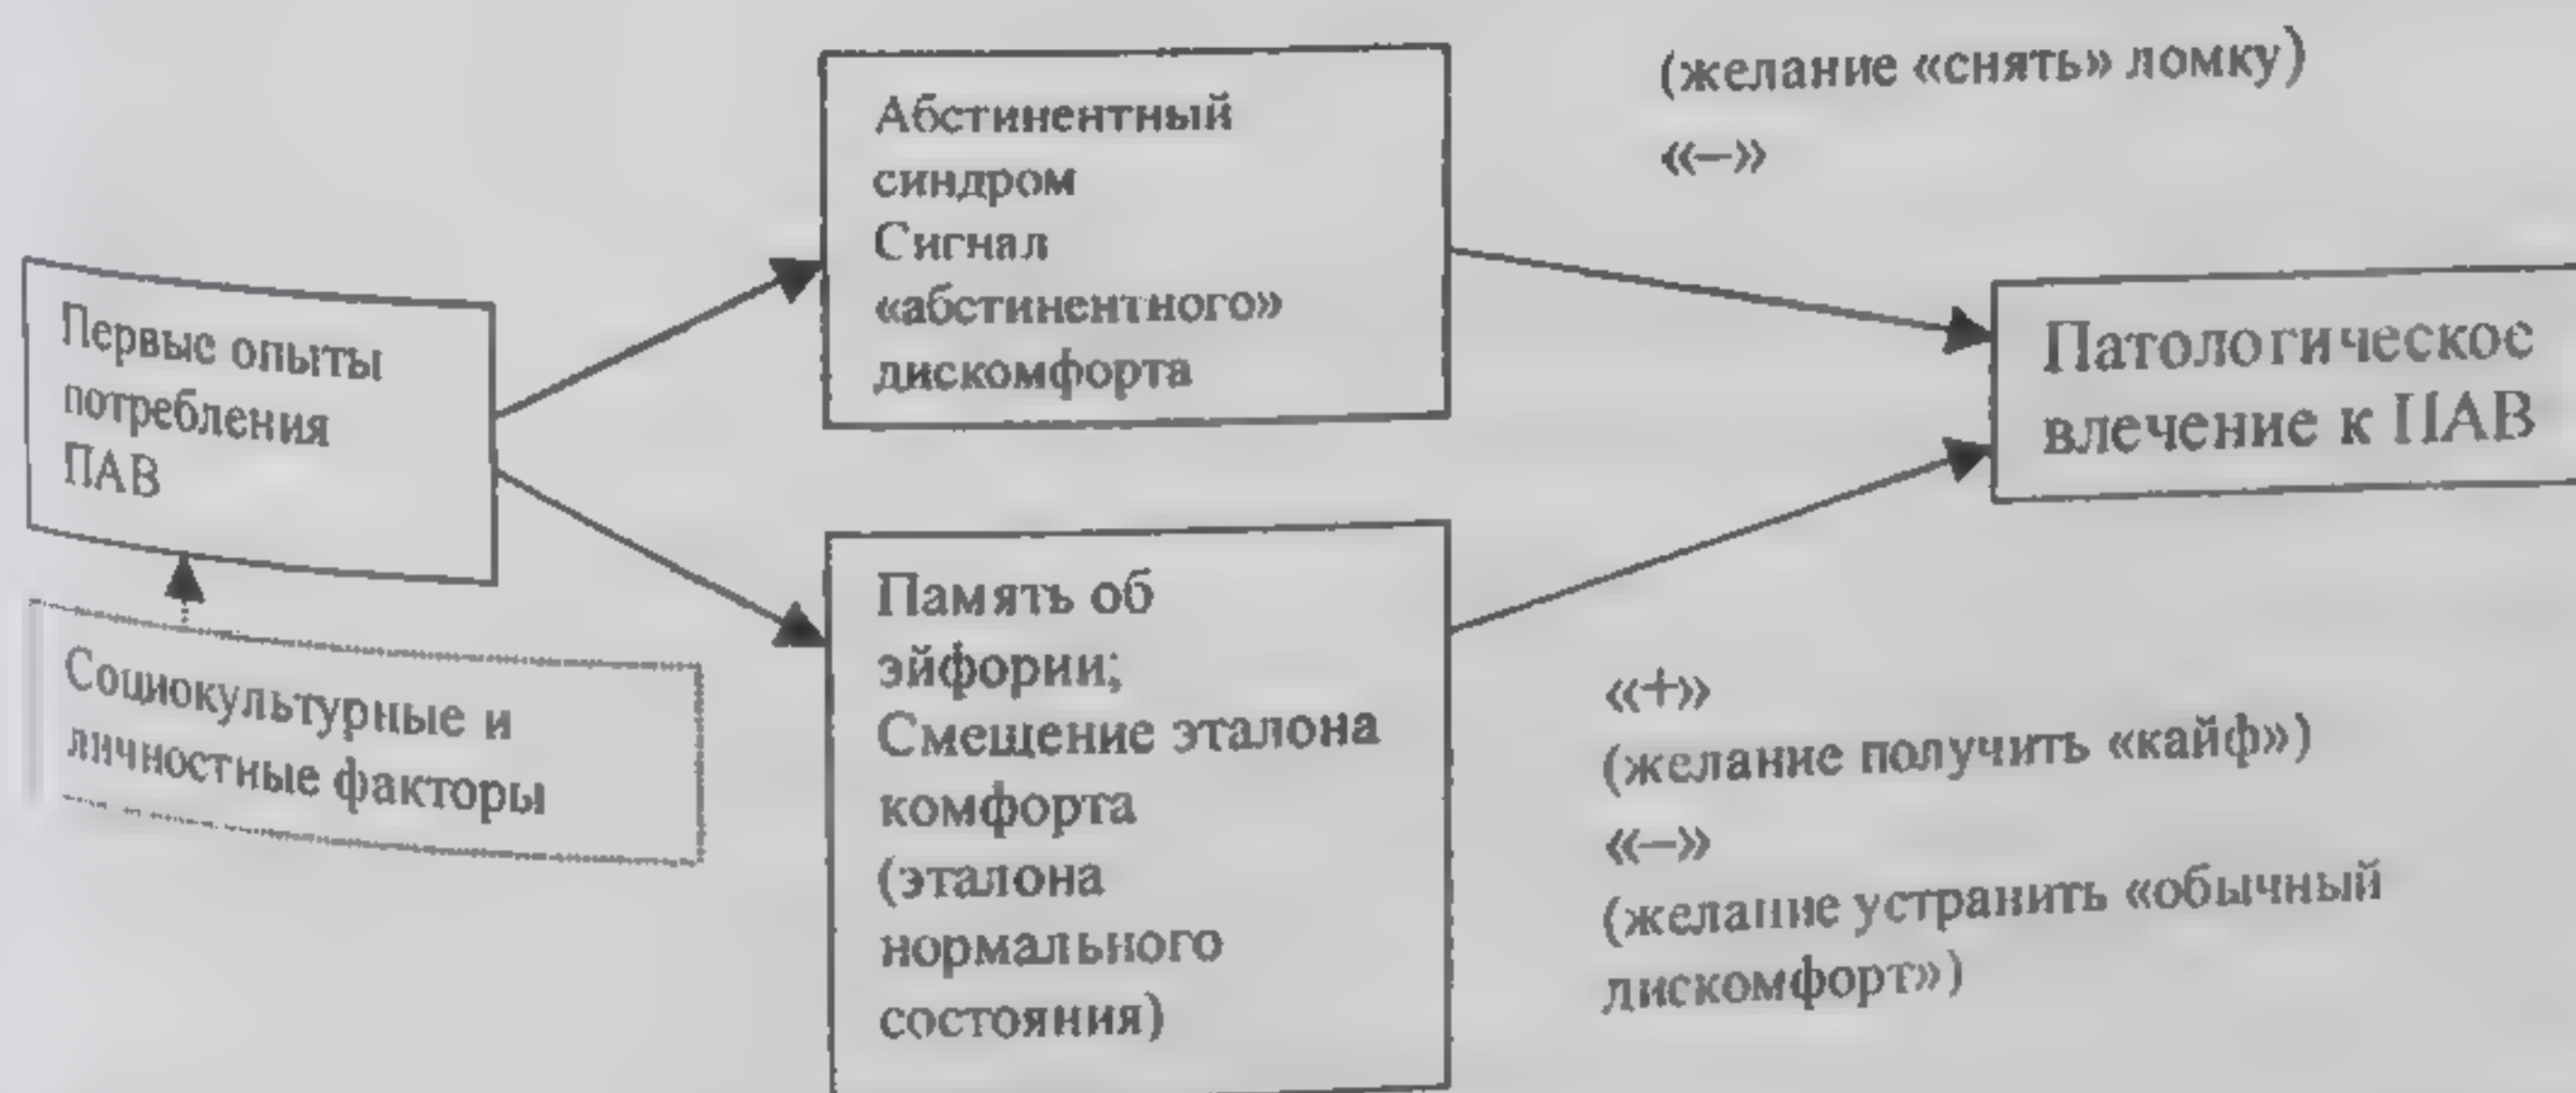 Первые опыты
потребления
ПАВ
Социокультурные и
личностные факторы
Абстинентный
синдром
Сигнал
«абстинентного»
дискомфорта
Память об
эйфории;
Смещение эталона
комфорта
(эталона
нормального
состояния)
(желание «снять» ломку)
«–»
Патологическое
влечение к ПАВ
«+»
(желание получить «кайф»)
«–»
(желание устранить «обычный
дискомфорт»)